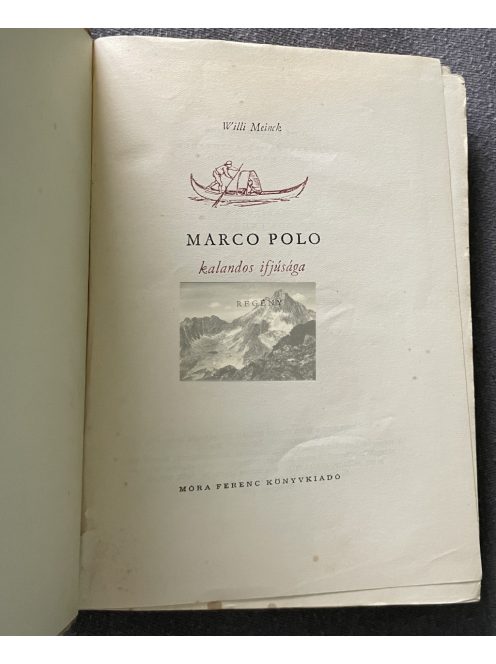 Willi Meinck
MARCO POLO
kalandos ifjúsága
REGÉNY
MÓRA FERENC KÖNYVKIADÓ